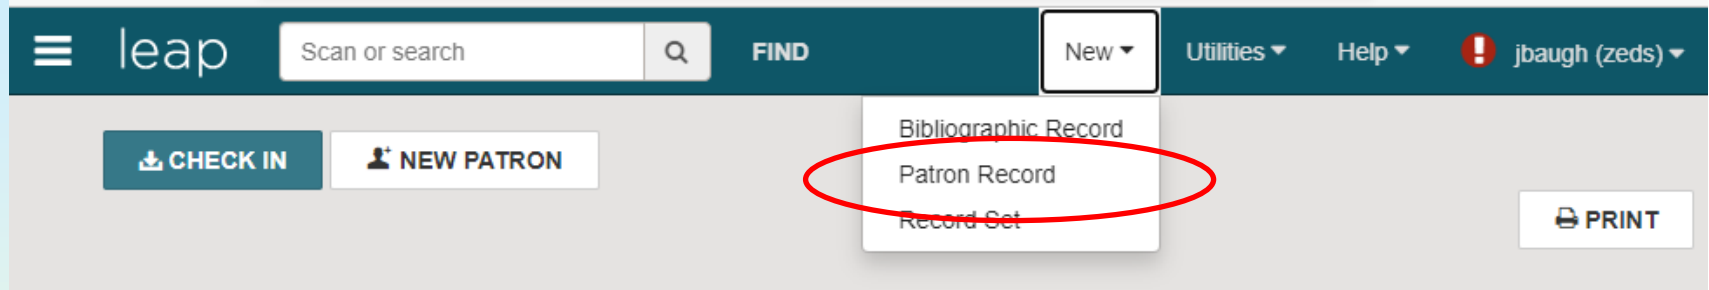 leap Scan or search FIND New Utilities Help jbaugh (zeds)
Bibliographic Record
CHECK IN NEW PATRON
Patron Record
Record Set
PRINT